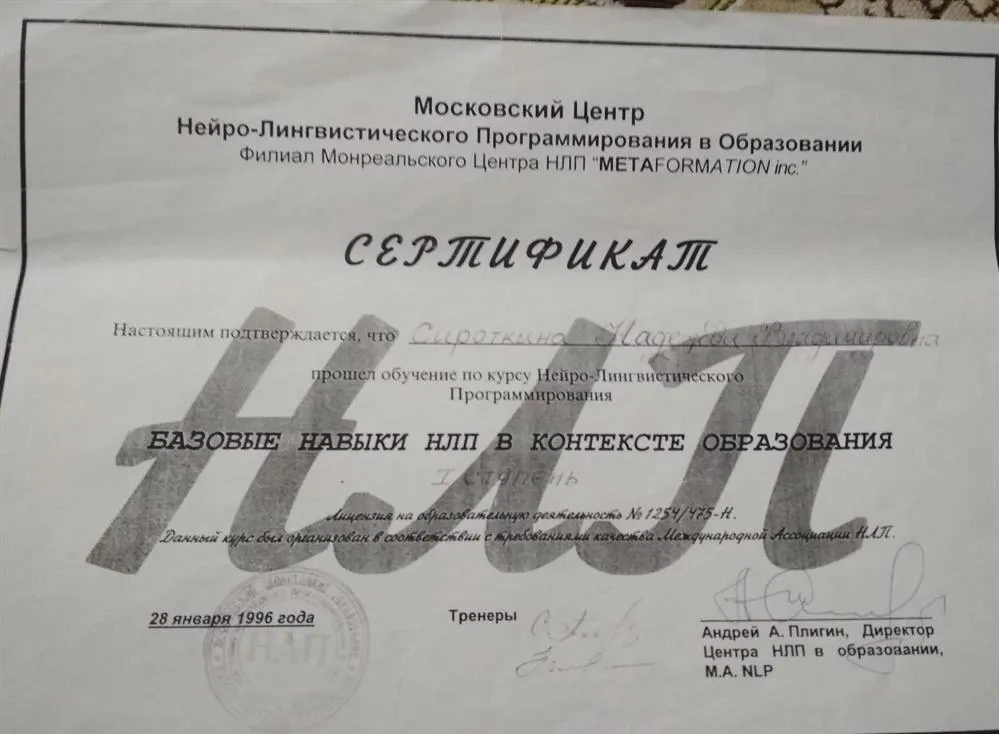 Московский Центр
Нейро-Лингвистического Программирования в Образовании
Филиал Монреальского Центра НЛП "METAFORMATION inc."
СЕРТИФИКАТ
НЛП
Настоящим подтверждается, что Сироткина Надежда Владимировна
прошел обучение по курсу Нейро-Лингвистического
Программирования
БАЗОВЫЕ НАВЫКИ НЛП В КОНТЕКСТЕ ОБРАЗОВАНИЯ
I ступень
Лицензия на образовательную деятельность № 1254/475-Н.
Данный курс был организован в соответствии с требованиями качества Международной Ассоциации НЛП.
28 января 1996 года
НЛП
Тренеры
Андрей А. Плигин, Директор
Центра НЛП в образовании,
M.A. NLP